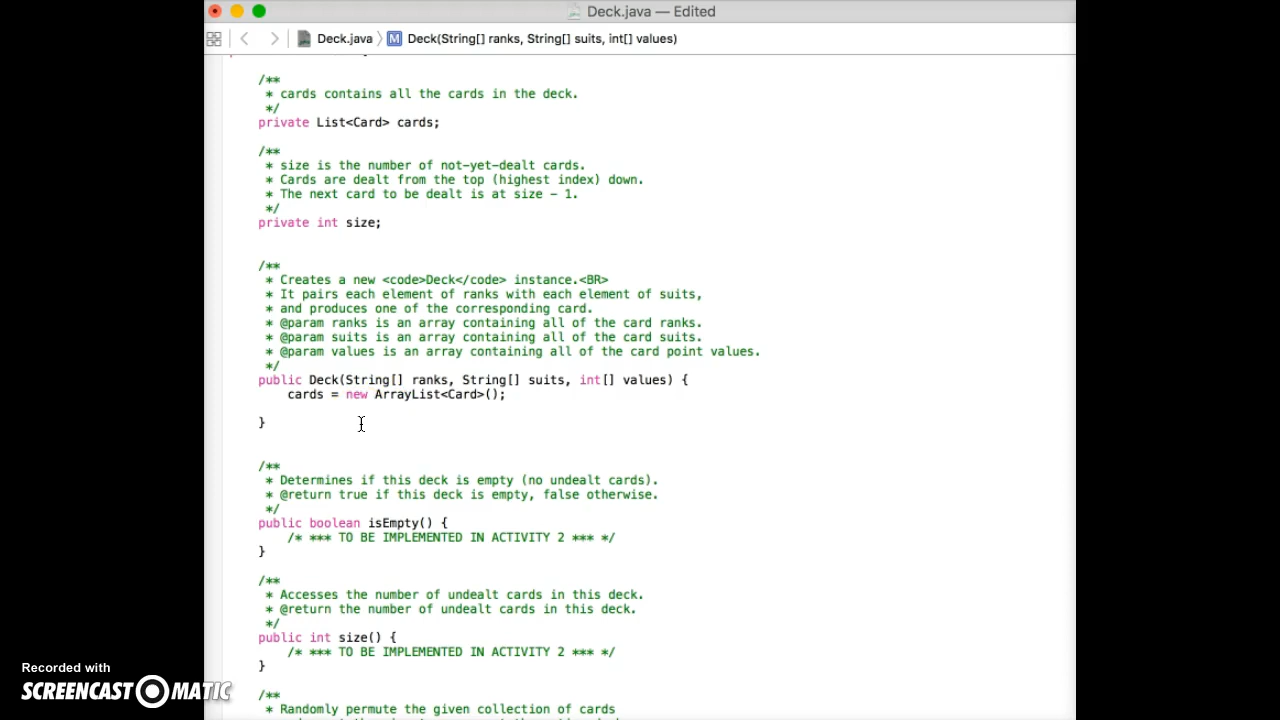 Deck.java — Edited
Deck.java
M Deck(String[] ranks, String[] suits, int[] values)
/**
* cards contains all the cards in the deck.
*/
private List<Card> cards;
/**
* size is the number of not-yet-dealt cards.
* Cards are dealt from the top (highest index) down.
* The next card to be dealt is at size - 1.
*/
private int size;
/**
* Creates a new <code>Deck</code> instance.<BR>
* It pairs each element of ranks with each element of suits,
* and produces one of the corresponding card.
* @param ranks is an array containing all of the card ranks.
* @param suits is an array containing all of the card suits.
* @param values is an array containing all of the card point values.
*/
public Deck(String[] ranks, String[] suits, int[] values) {
cards = new ArrayList<Card>();
}
/**
* Determines if this deck is empty (no undealt cards).
* @return true if this deck is empty, false otherwise.
*/
public boolean isEmpty() {
/* *** TO BE IMPLEMENTED IN ACTIVITY 2 *** */
}
/**
* Accesses the number of undealt cards in this deck.
* @return the number of undealt cards in this deck.
*/
public int size() {
/* *** TO BE IMPLEMENTED IN ACTIVITY 2 *** */
}
/**
* Randomly permute the given collection of cards
Recorded with
SCREENCAST O MATIC